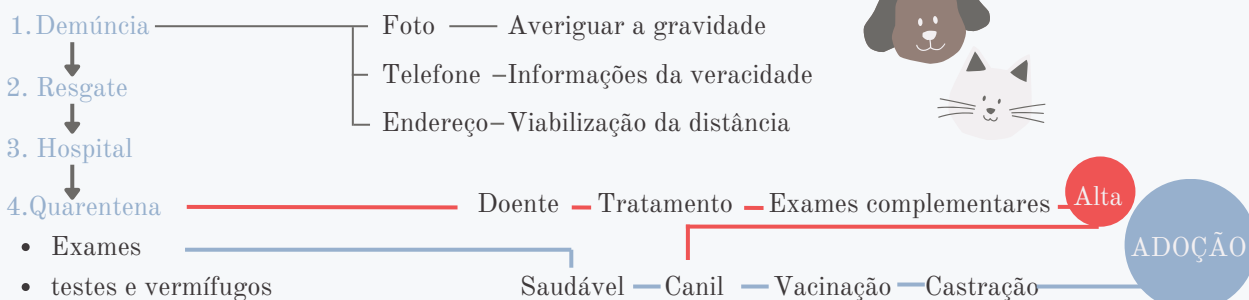 1. Demúncia Foto Averiguar a gravidade
Telefone –Informações da veracidade
2. Resgate
Endereço–Viabilização da distância
3. Hospital
4.Quarentena Doente Tratamento Exames complementares Alta
• Exames ADOÇÃO
• testes e vermífugos Saudável Canil Vacinação Castração